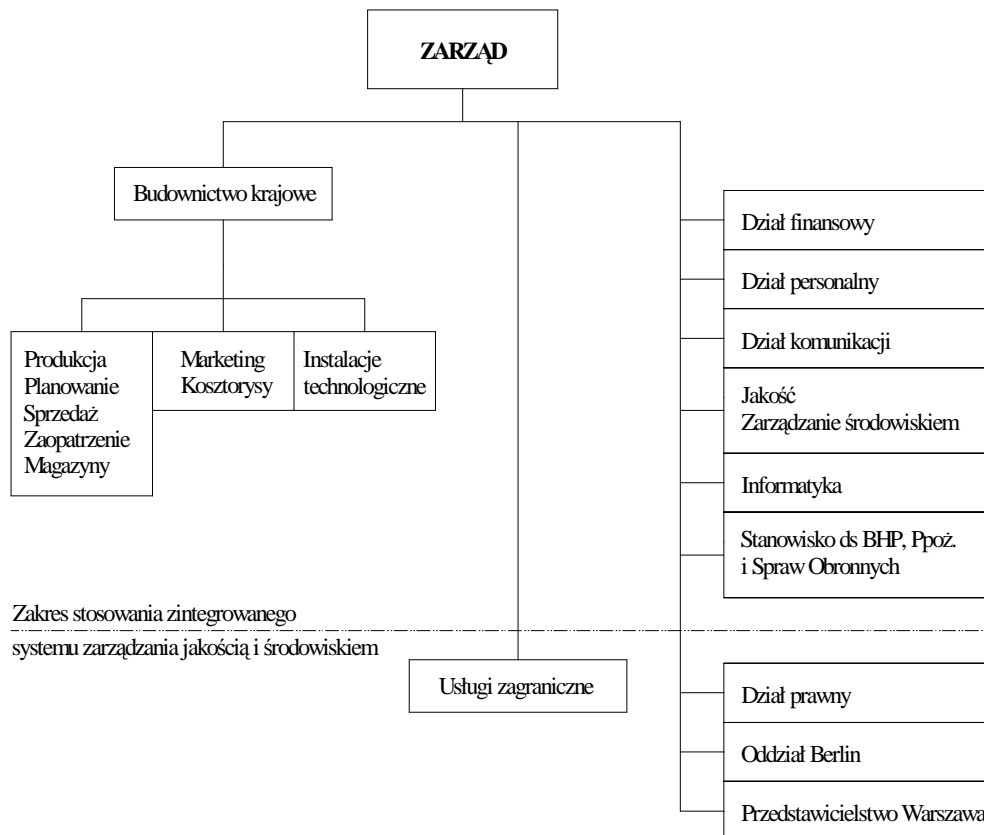 ZARZĄD
Budownictwo krajowe
Produkcja
Planowanie
Sprzedaż
Zaopatrzenie
Magazyny
Marketing
Kosztorysy
Instalacje
technologiczne
Dział finansowy
Dział personalny
Dział komunikacji
Jakość
Zarządzanie środowiskiem
Informatyka
Stanowisko ds BHP, Ppoż.
i Spraw Obronnych
Zakres stosowania zintegrowanego
systemu zarządzania jakością i środowiskiem
Usługi zagraniczne
Dział prawny
Oddział Berlin
Przedstawicielstwo Warszawa